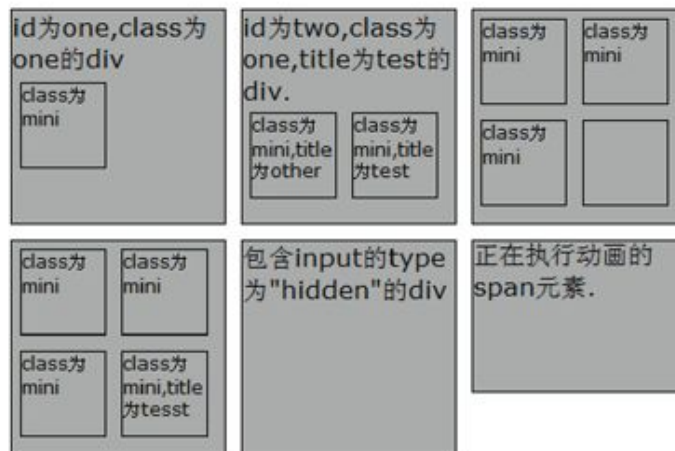 id为one,class为
one的div
class为
mini
id为two,class为
one,title为test的
div.
class为
mini,title
为other
class为
mini,title
为test
class为
mini
class为
mini
class为
mini
class为
mini
class为
mini
class为
mini
class为
mini,title
为tesst
包含input的type
为"hidden"的div
正在执行动画的
span元素.